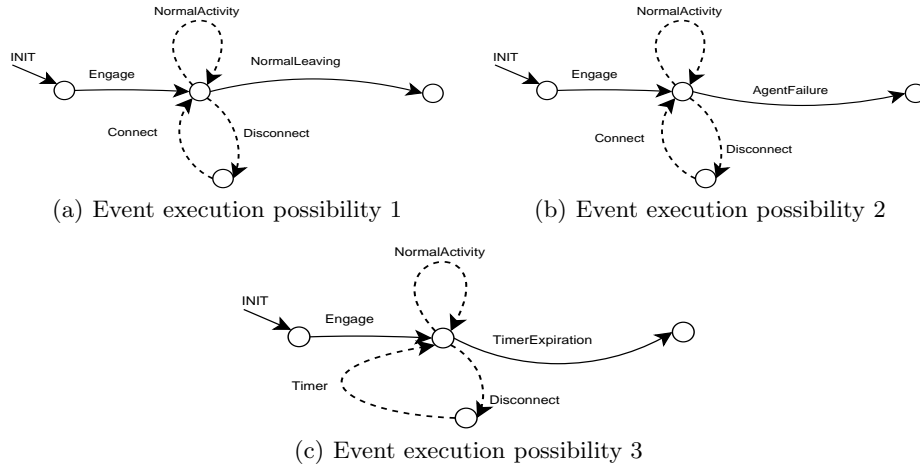 NormalActivity
INIT
Engage
NormalLeaving
Connect
Disconnect
(a) Event execution possibility 1
NormalActivity
INIT
Engage
AgentFailure
Connect
Disconnect
(b) Event execution possibility 2
NormalActivity
INIT
Engage
TimerExpiration
Timer
Disconnect
(c) Event execution possibility 3